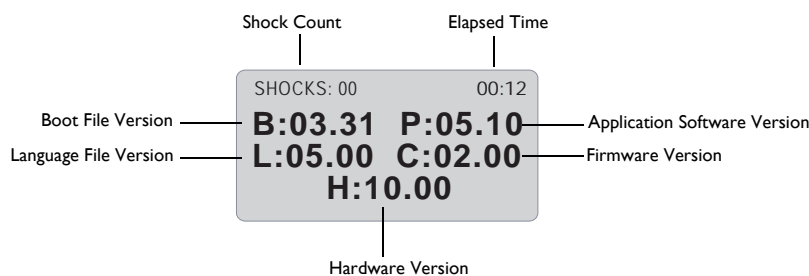 Shock Count Elapsed Time
SHOCKS: 00 00:12
Boot File Version B:03.31 P:05.10 Application Software Version
Language File Version L:05.00 C:02.00 Firmware Version
H:10.00
Hardware Version